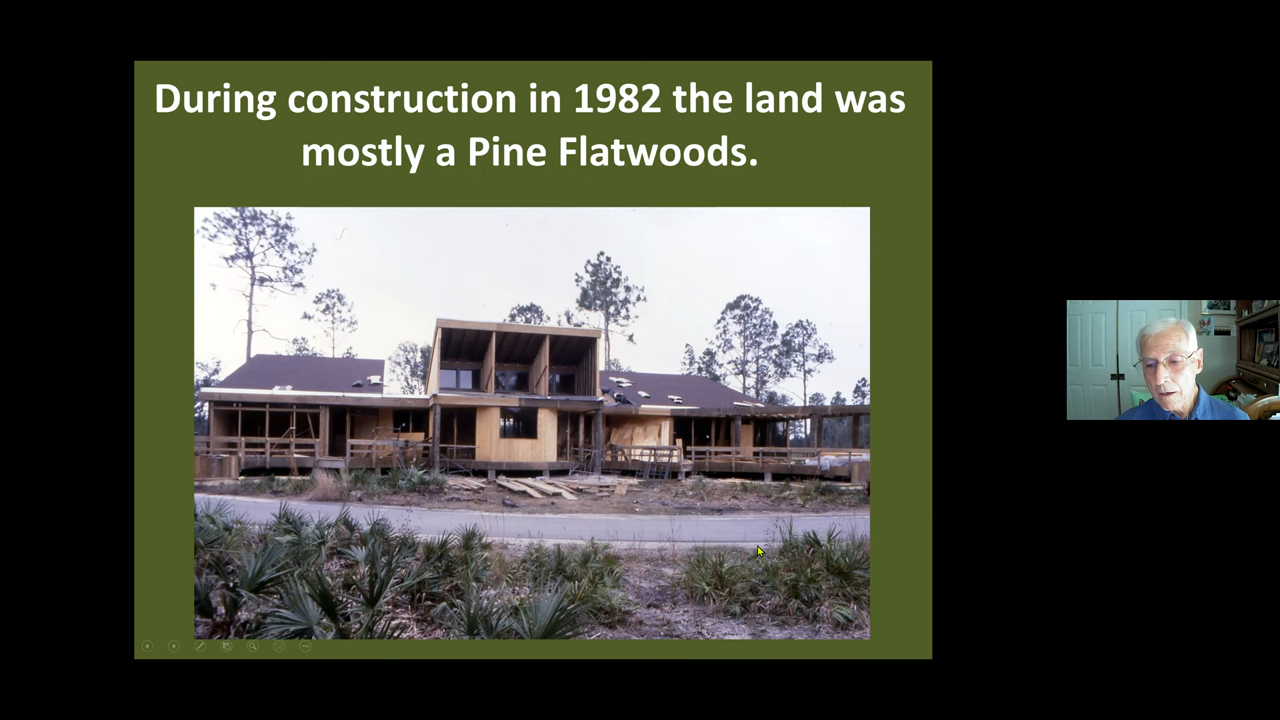 During construction in 1982 the land was
mostly a Pine Flatwoods.